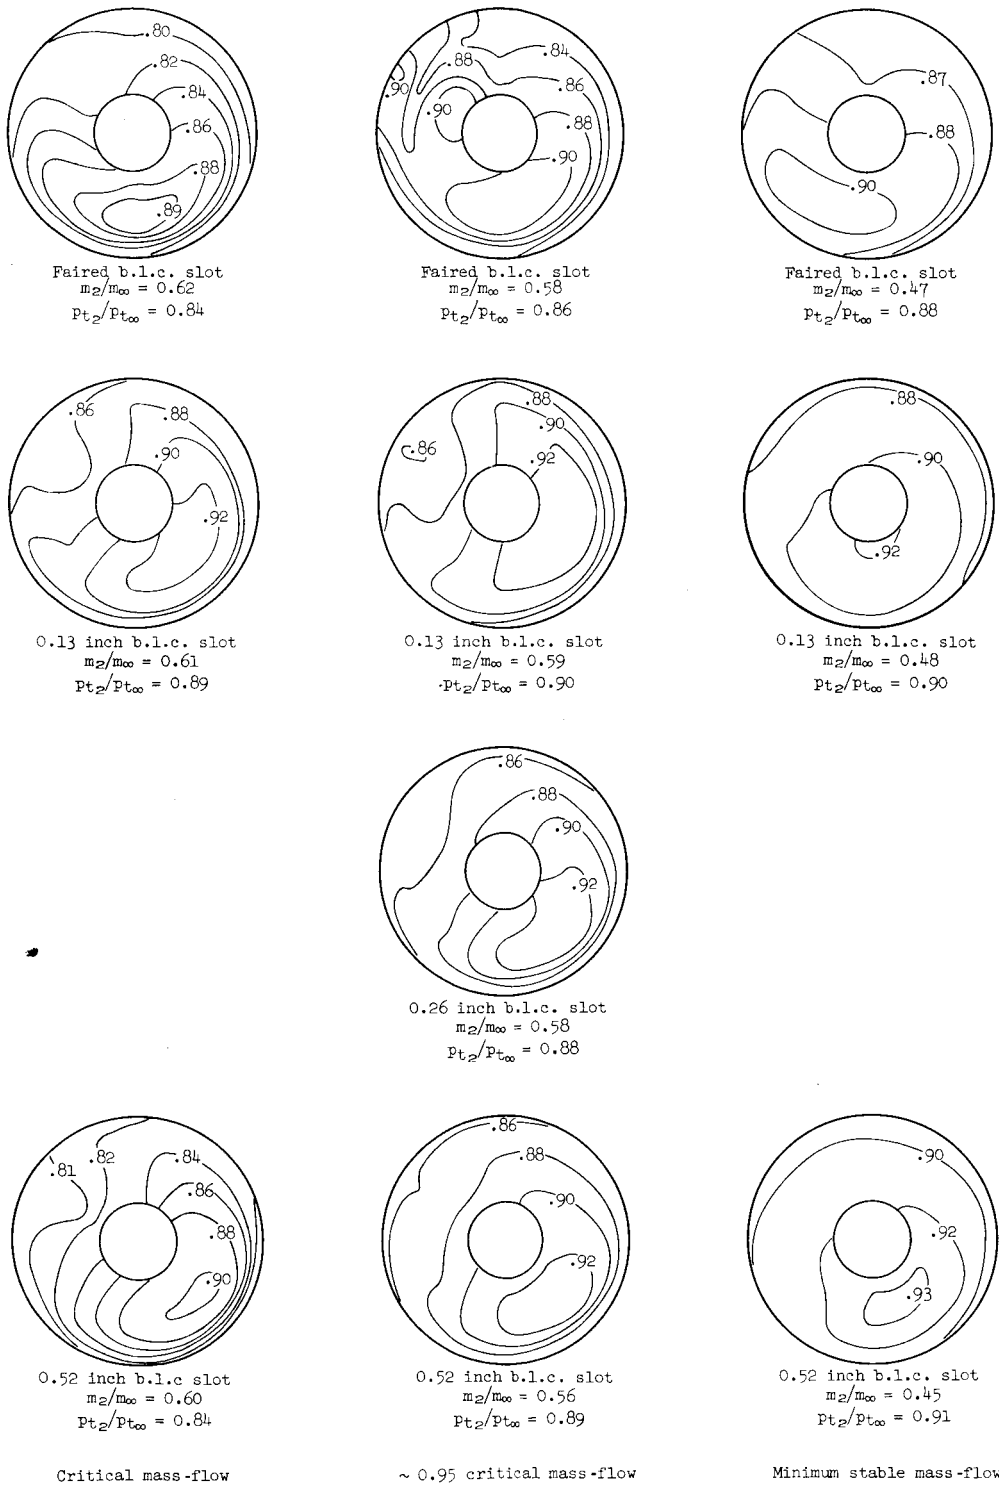 .80
.82
.84
.86
.88
.89
Faired b.l.c. slot
m₂/m∞ = 0.62
pt₂/pt∞ = 0.84
.84
.88
.86
.90
.90
.88
.90
Faired b.l.c. slot
m₂/m∞ = 0.58
pt₂/pt∞ = 0.86
.87
.88
.90
Faired b.l.c. slot
m₂/m∞ = 0.47
pt₂/pt∞ = 0.88
.86
.88
.90
.92
0.13 inch b.l.c. slot
m₂/m∞ = 0.61
pt₂/pt∞ = 0.89
.88
.90
.86
.92
0.13 inch b.l.c. slot
m₂/m∞ = 0.59
pt₂/pt∞ = 0.90
.88
.90
.92
0.13 inch b.l.c. slot
m₂/m∞ = 0.48
pt₂/pt∞ = 0.90
.86
.88
.90
.92
0.26 inch b.l.c. slot
m₂/m∞ = 0.58
pt₂/pt∞ = 0.88
.81
.82
.84
.86
.88
.90
0.52 inch b.l.c slot
m₂/m∞ = 0.60
pt₂/pt∞ = 0.84
.86
.88
.90
.92
0.52 inch b.l.c. slot
m₂/m∞ = 0.56
pt₂/pt∞ = 0.89
.90
.92
.93
0.52 inch b.l.c. slot
m₂/m∞ = 0.45
pt₂/pt∞ = 0.91
Critical mass-flow
~ 0.95 critical mass-flow
Minimum stable mass-flow